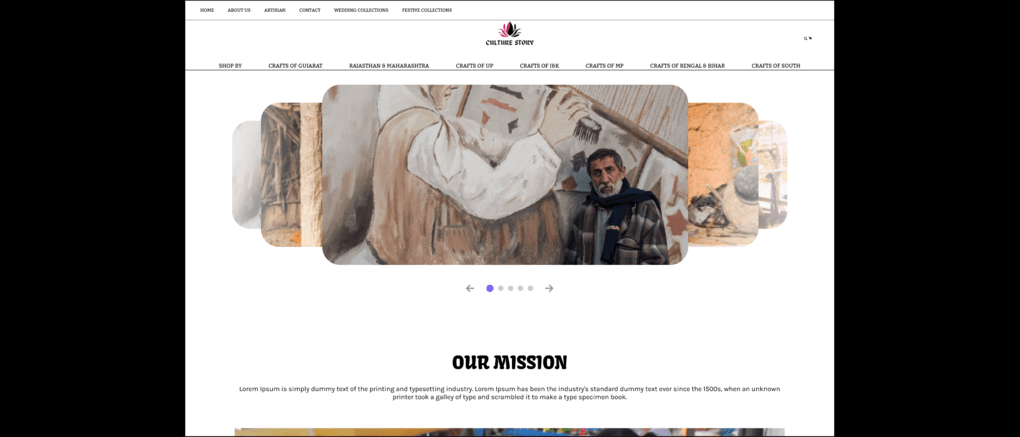 HOME ABOUT US ARTISIAN CONTACT WEDDING COLLECTIONS FESTIVE COLLECTIONS
CULTURE STORY
SHOP BY CRAFTS OF GUJARAT RAJASTHAN & MAHARASHTRA CRAFTS OF UP CRAFTS OF J&K CRAFTS OF MP CRAFTS OF BENGAL & BIHAR CRAFTS OF SOUTH
OUR MISSION
Lorem Ipsum is simply dummy text of the printing and typesetting industry. Lorem Ipsum has been the industry's standard dummy text ever since the 1500s, when an unknown
printer took a galley of type and scrambled it to make a type specimen book.